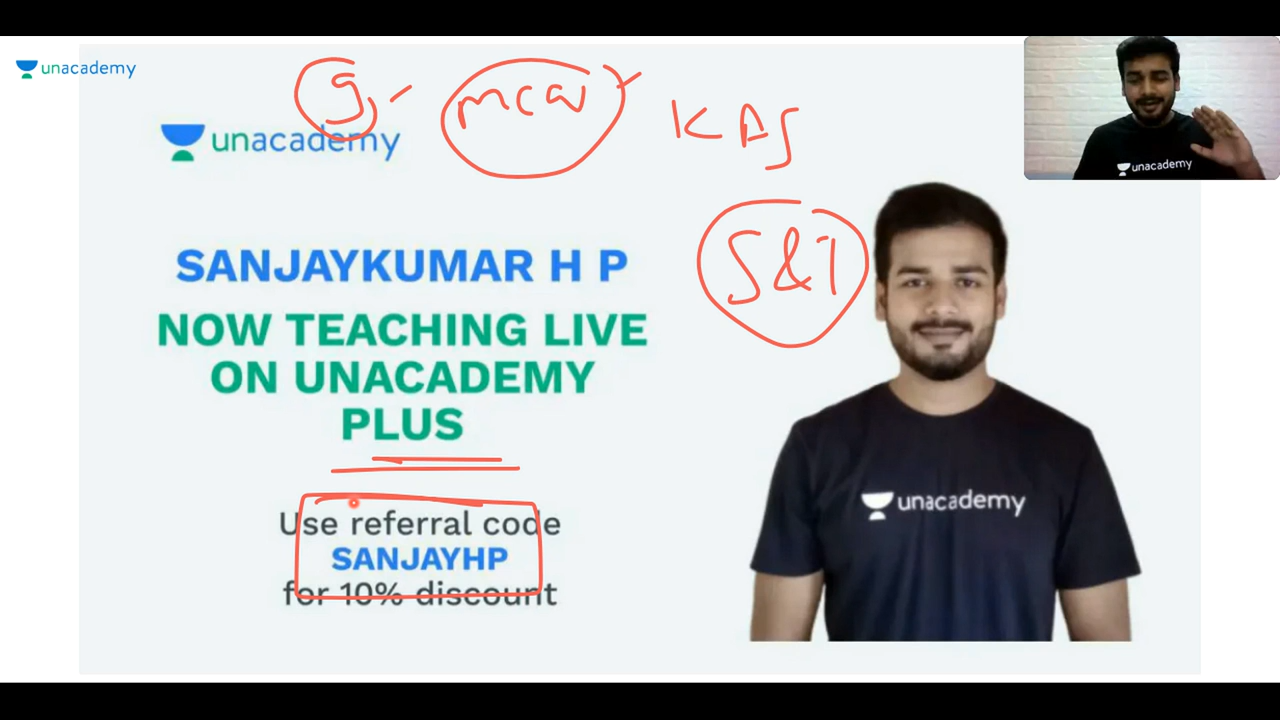 unacademy
unacademy
g
mcq
KAS
S&T
unacademy
SANJAYKUMAR H P
NOW TEACHING LIVE
ON UNACADEMY
PLUS
Use referral code
SANJAYHP
for 10% discount
unacademy